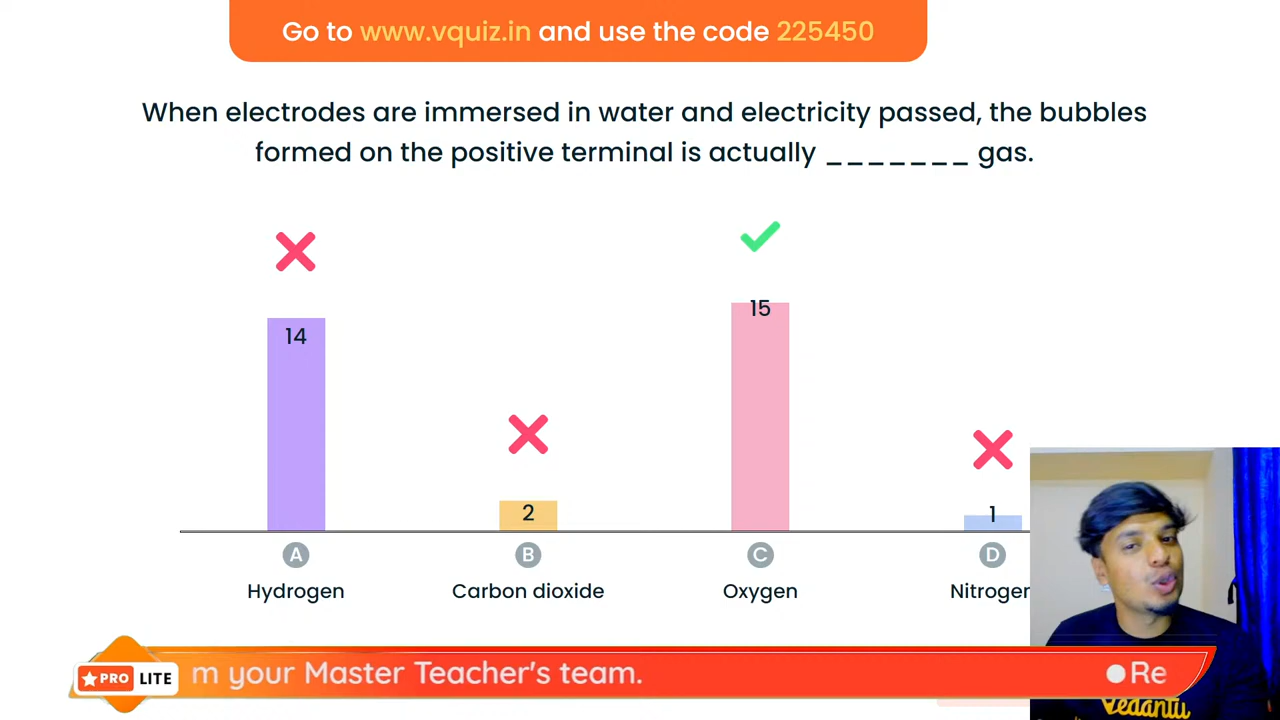 Go to www.vquiz.in and use the code 225450
When electrodes are immersed in water and electricity passed, the bubbles
formed on the positive terminal is actually _______ gas.
14
15
2
1
A
B
C
D
Hydrogen
Carbon dioxide
Oxygen
Nitroger
PRO LITE
m your Master Teacher's team.
Re
Vedantu